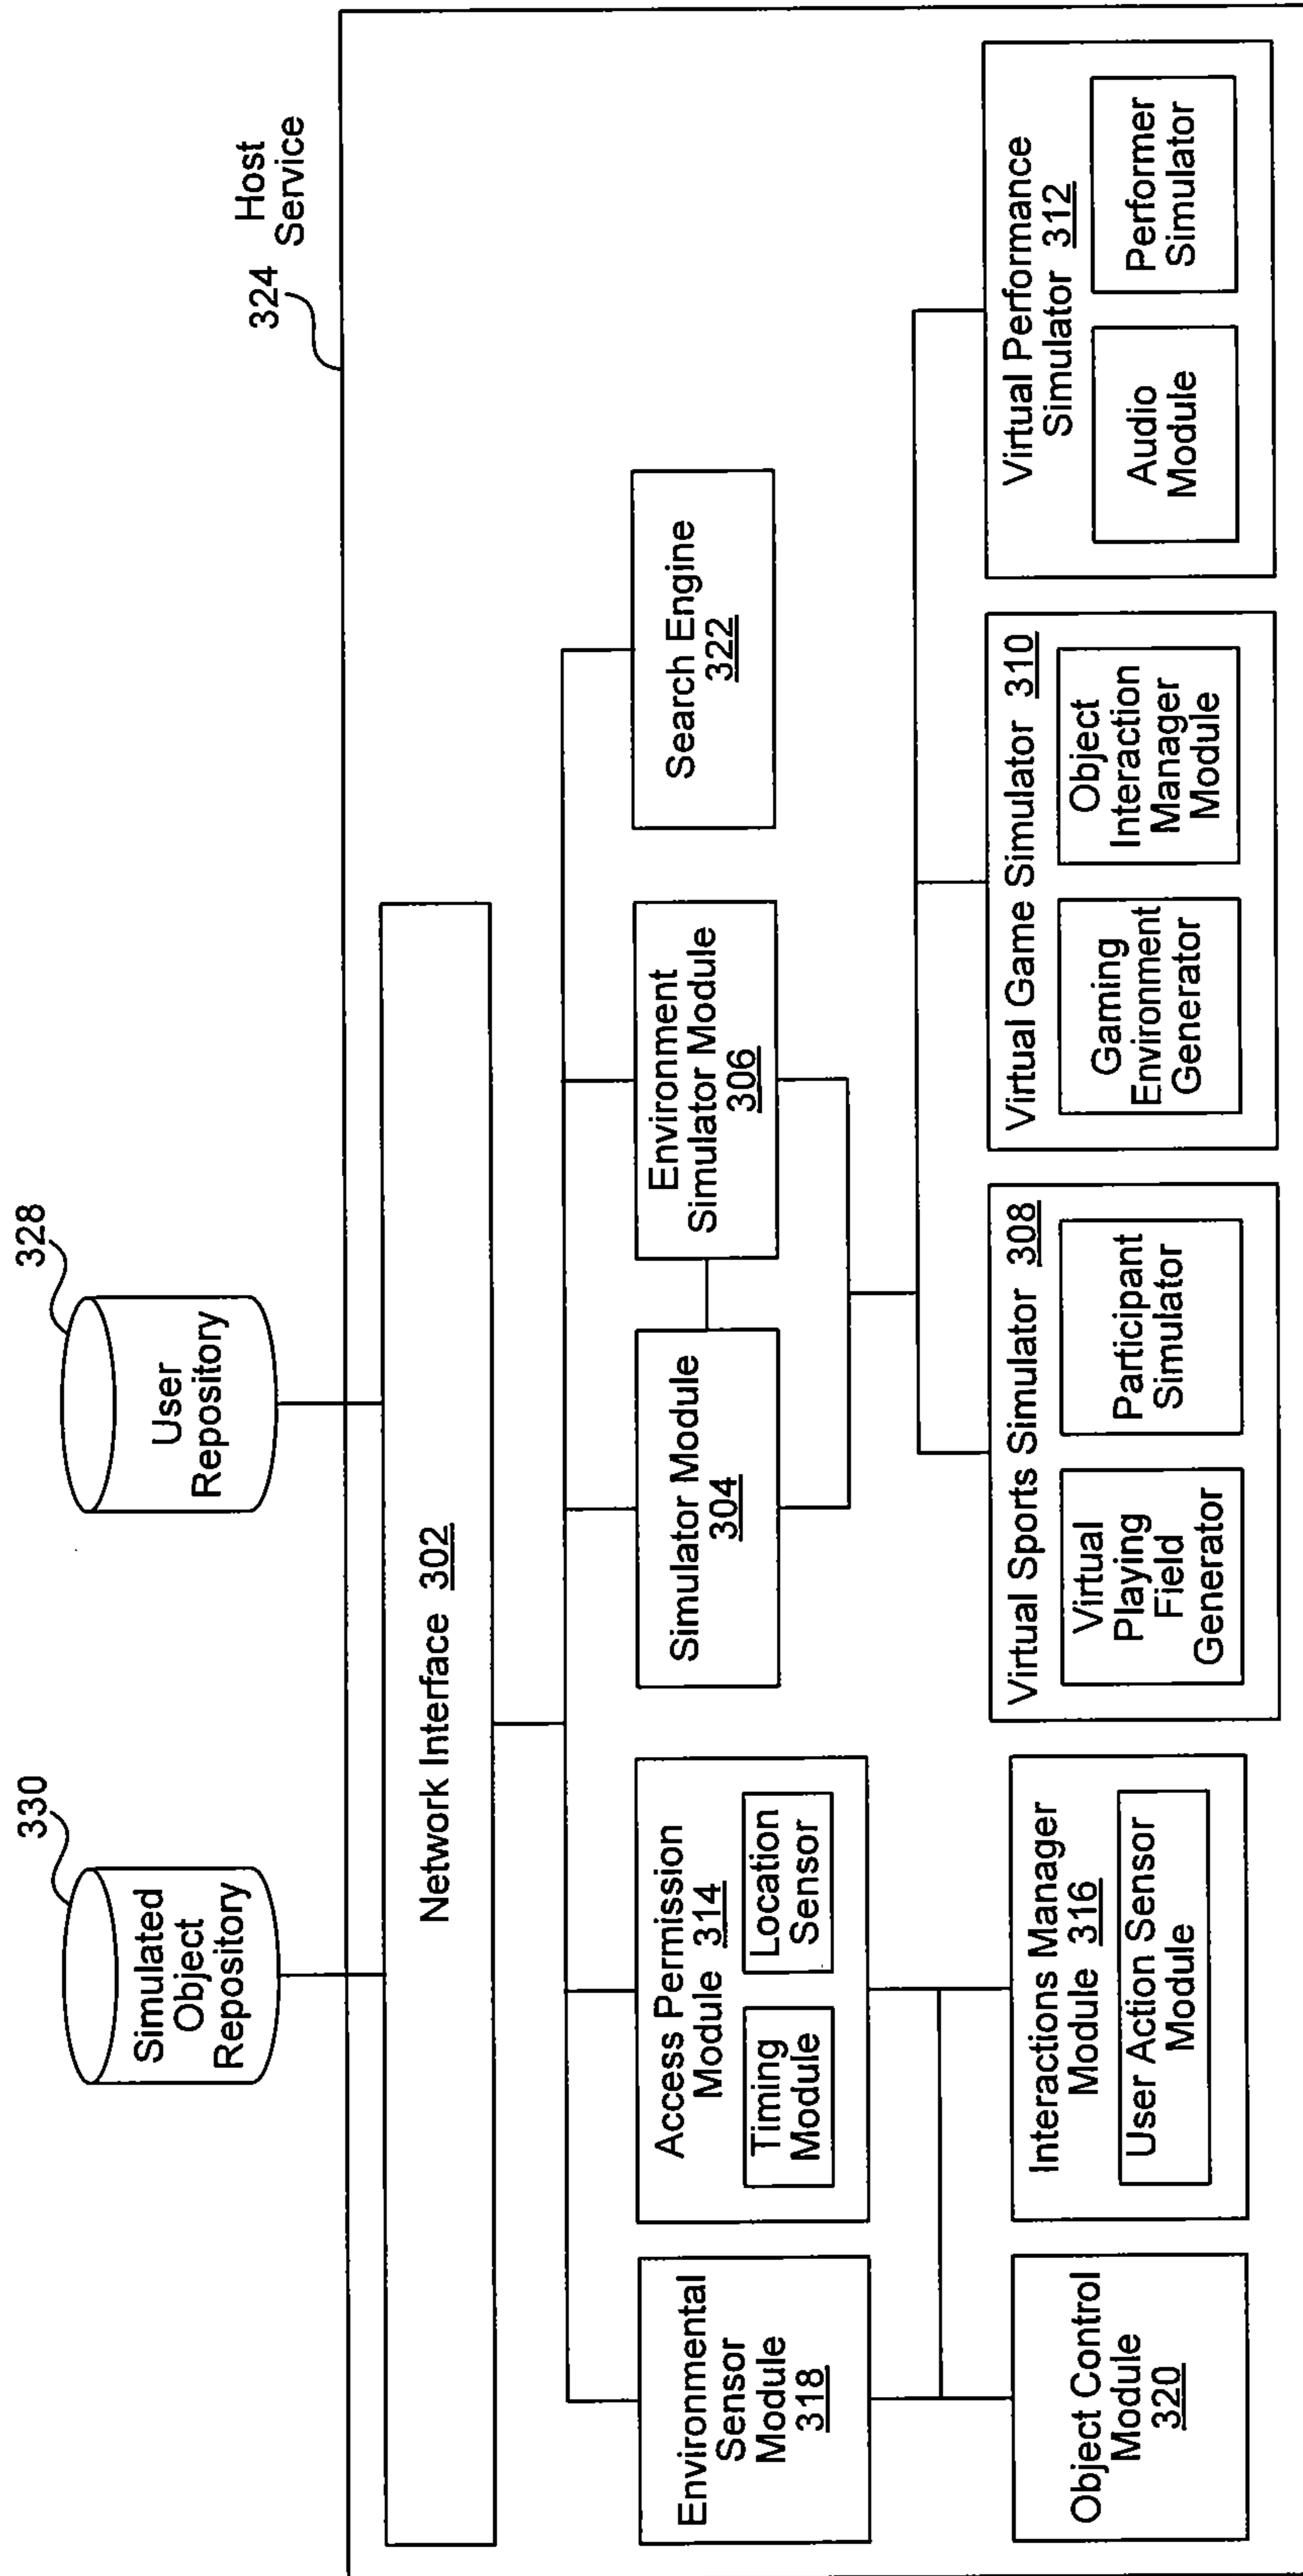 330
Simulated
Object
Repository
328
User
Repository
324
Host
Service
Network Interface 302
Environmental
Sensor
Module
318
Access Permission
Module 314
Timing
Module
Location
Sensor
Simulator Module
304
Environment
Simulator Module
306
Search Engine
322
Object Control
Module
320
Interactions Manager
Module 316
User Action Sensor
Module
Virtual Sports Simulator 308
Virtual
Playing
Field
Generator
Participant
Simulator
Virtual Game Simulator 310
Gaming
Environment
Generator
Object
Interaction
Manager
Module
Virtual Performance
Simulator 312
Audio
Module
Performer
Simulator